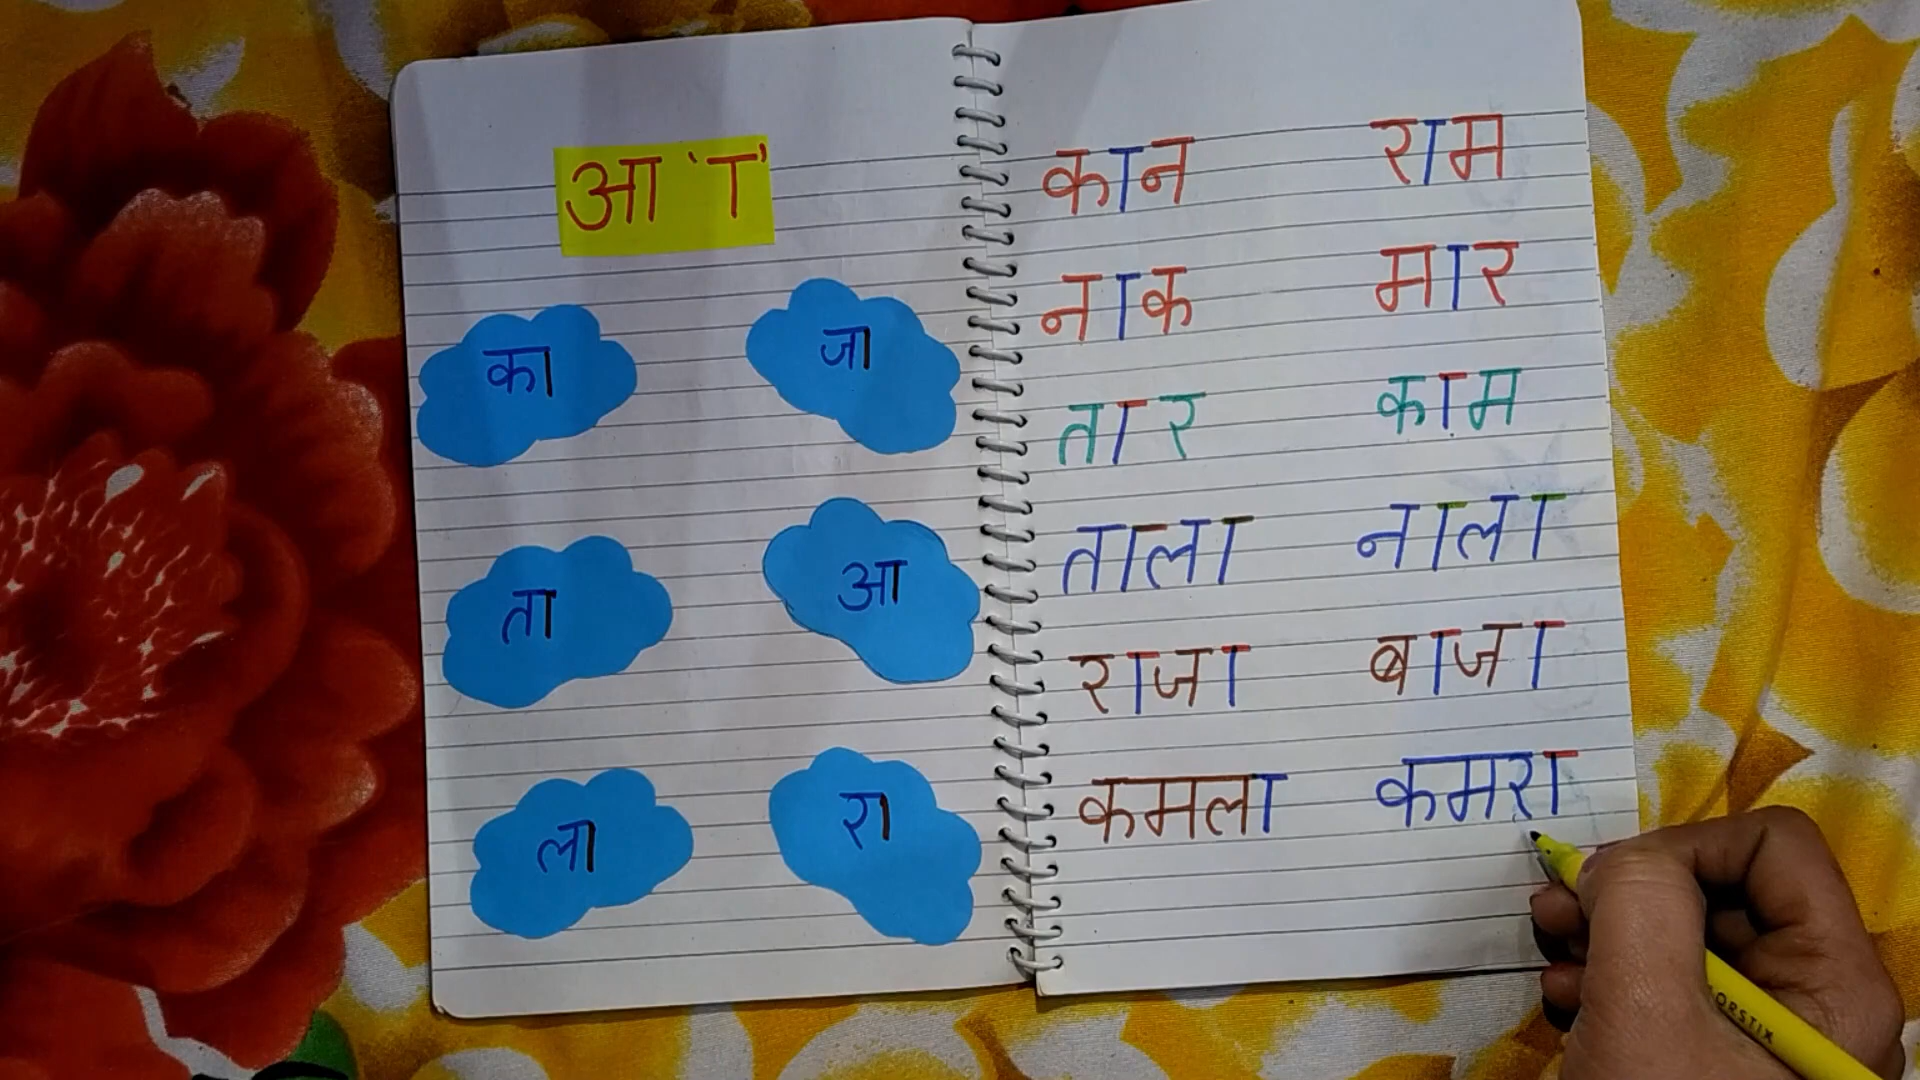 आ 'ा'
का जा
ता आ
ला रा
कान राम
नाक मार
तार काम
ताला नाला
राजा बाजा
कमला कमरा